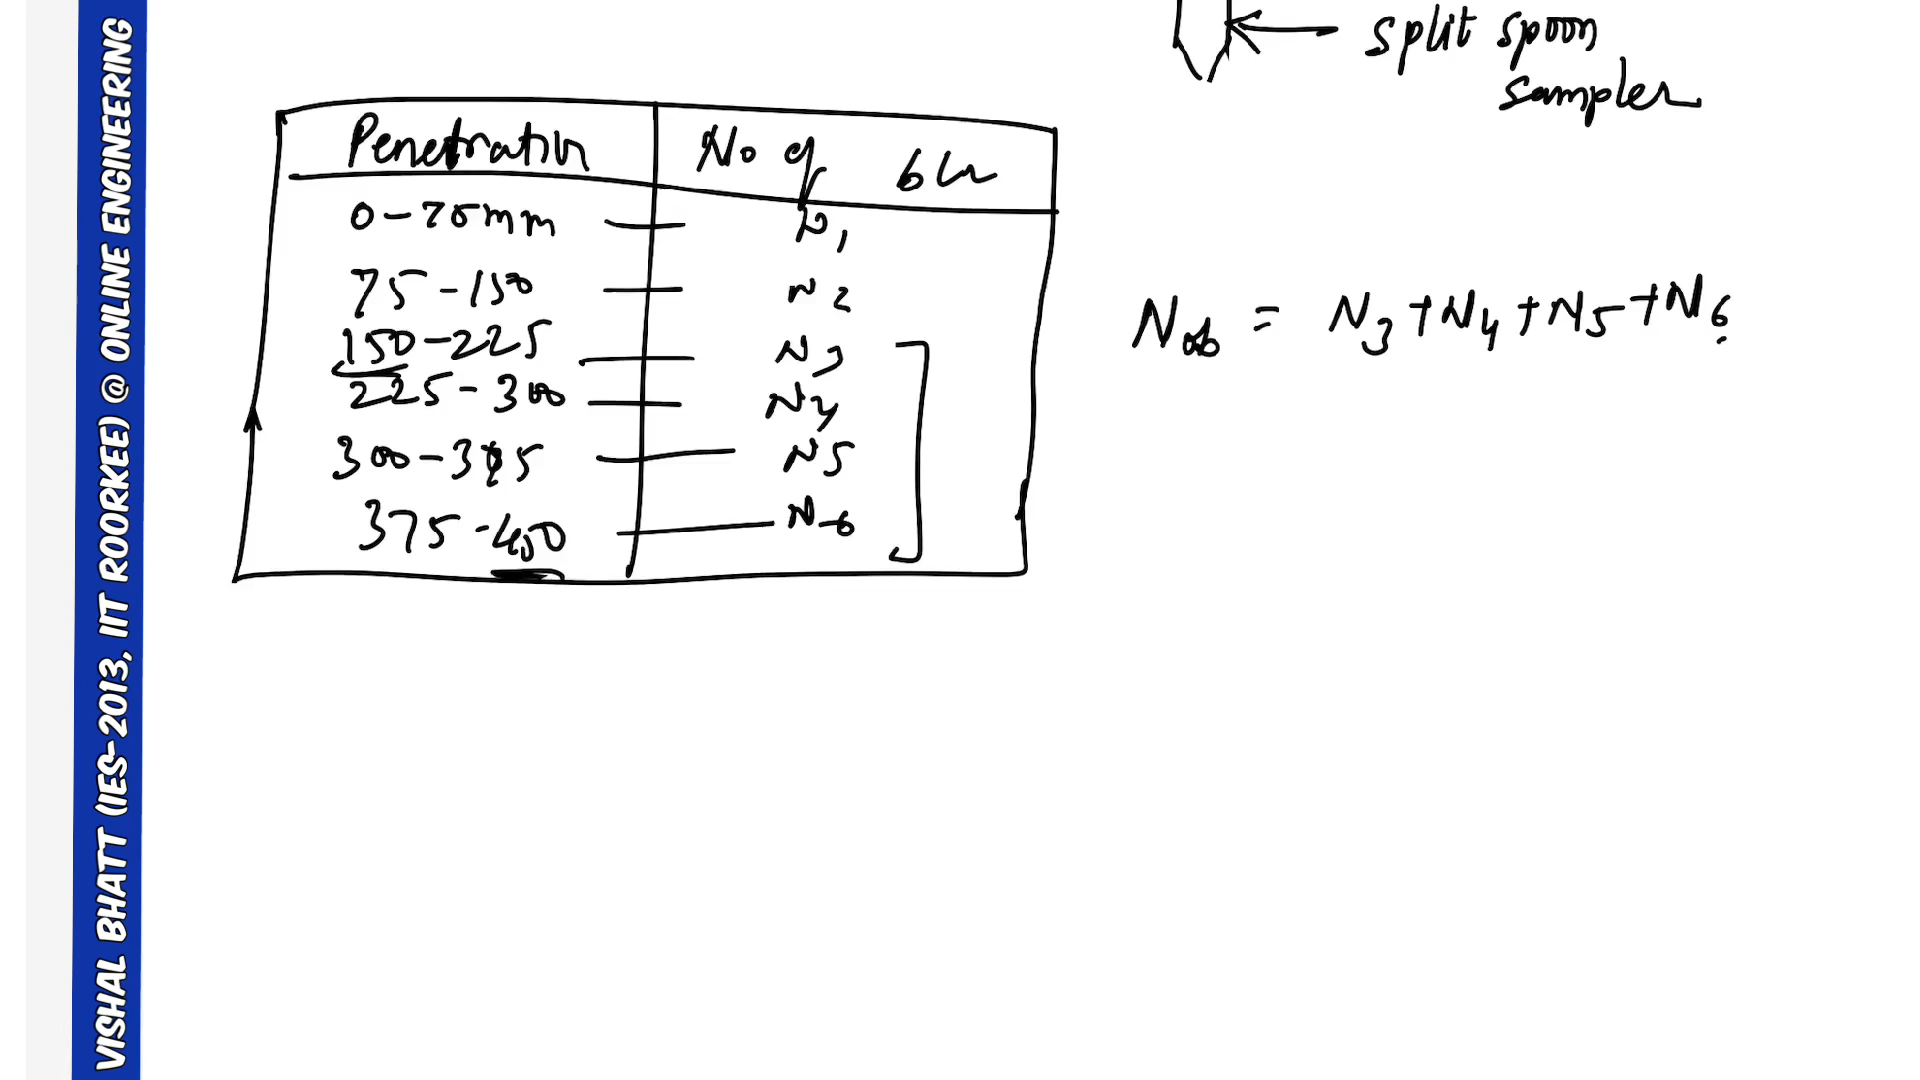 VISHAL BHATT (IES-2013, IIT ROORKEE) @ ONLINE ENGINEERING
split spoon
sampler
Penetration No of blow
0-75mm N1
75-150 N2
150-225 N3
225-300 N4
300-375 N5
375-450 N6
Nob = N3+N4+N5+N6